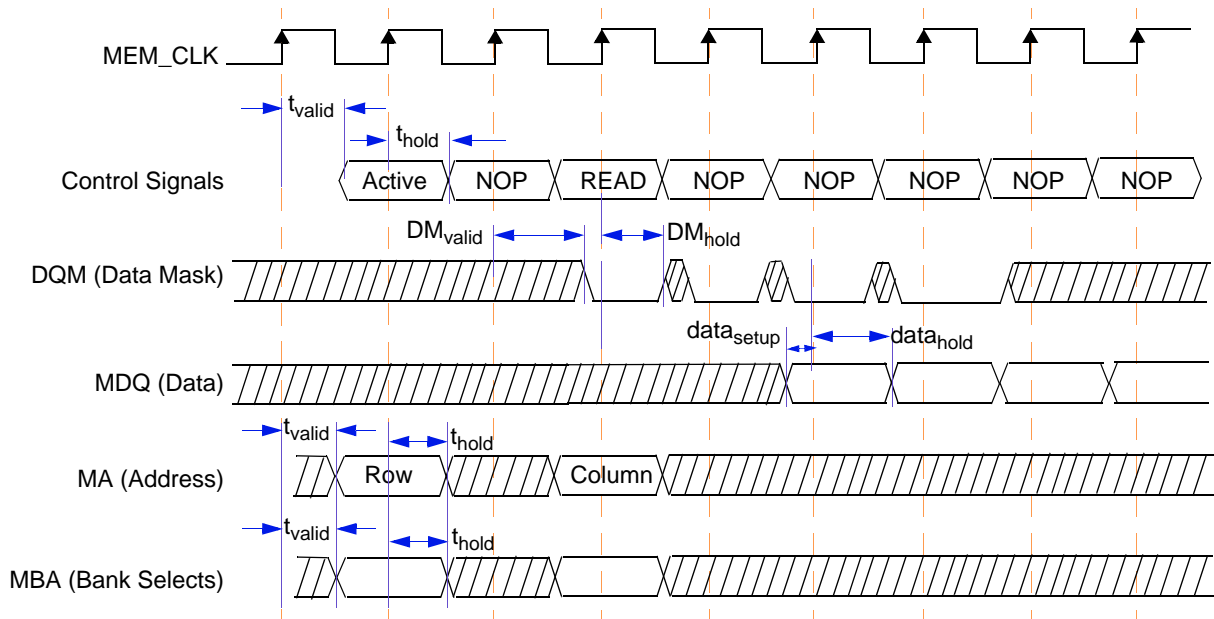 MEM_CLK
tvalid
thold
Control Signals Active NOP READ NOP NOP NOP NOP NOP
DMvalid DMhold
DQM (Data Mask)
datasetup datahold
MDQ (Data)
tvalid thold
MA (Address) Row Column
tvalid thold
MBA (Bank Selects)